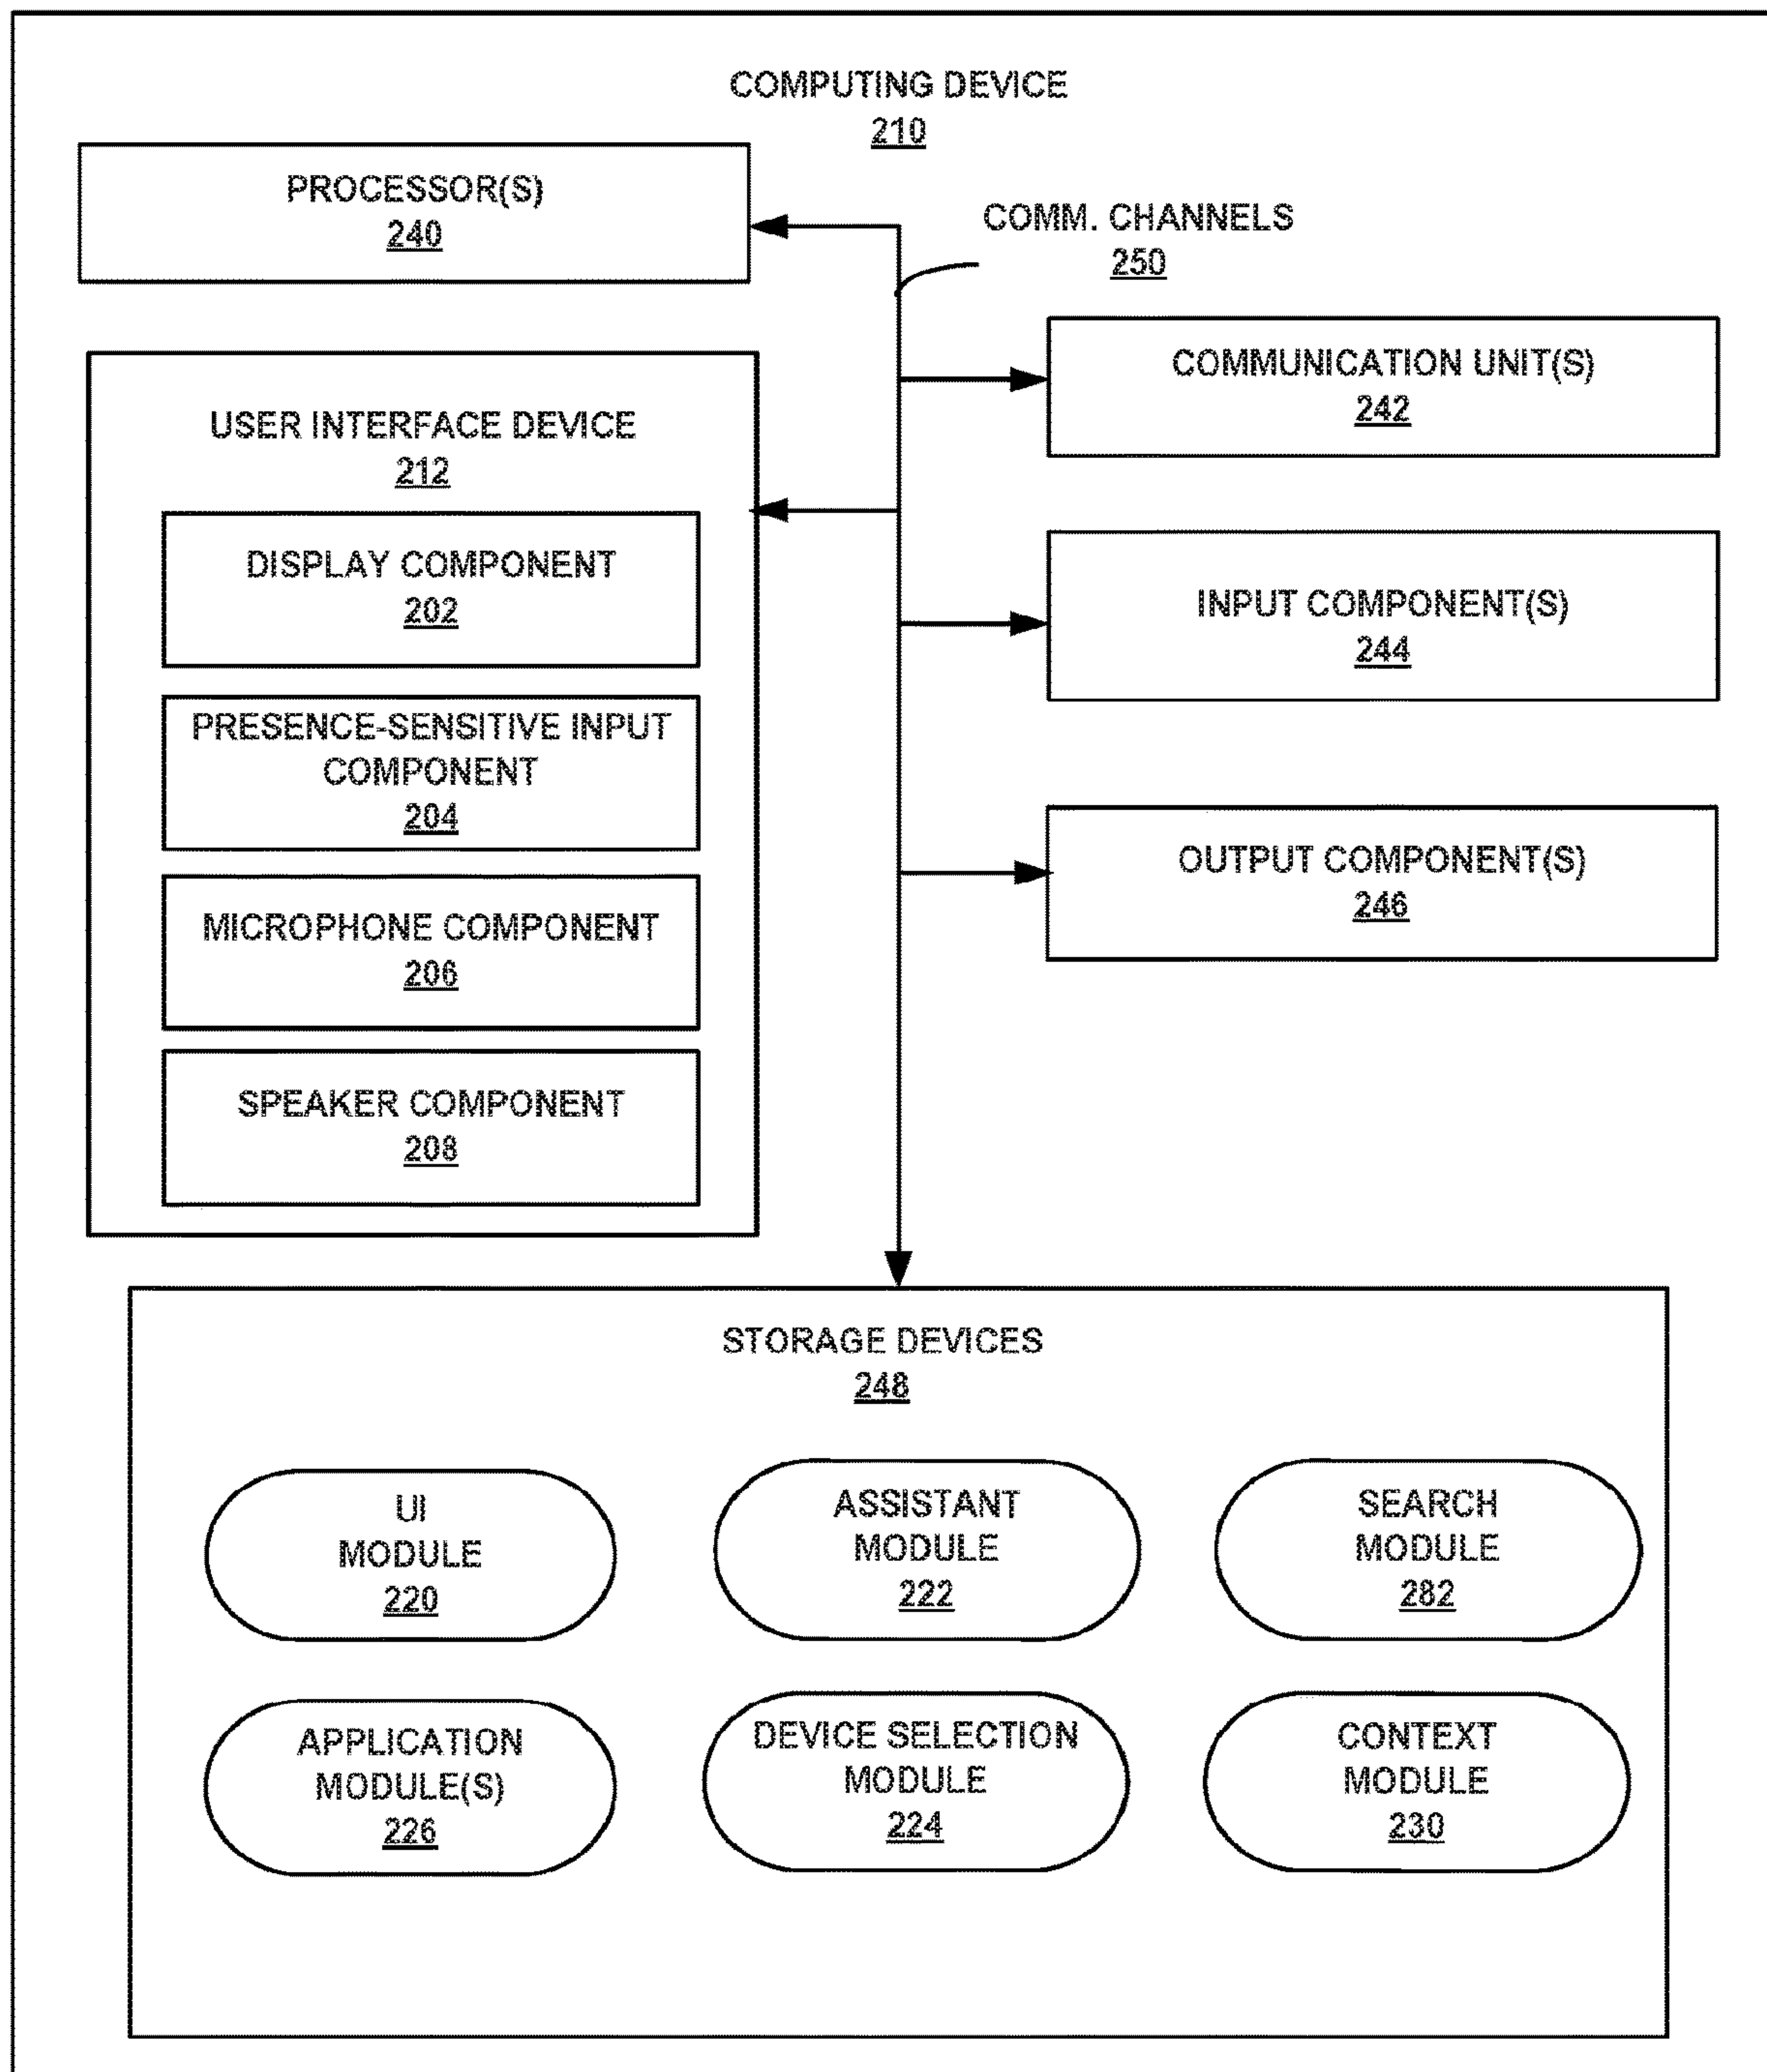 COMPUTING DEVICE
210
PROCESSOR(S)
240
COMM. CHANNELS
250
COMMUNICATION UNIT(S)
242
USER INTERFACE DEVICE
212
DISPLAY COMPONENT
202
INPUT COMPONENT(S)
244
PRESENCE-SENSITIVE INPUT
COMPONENT
204
OUTPUT COMPONENT(S)
246
MICROPHONE COMPONENT
206
SPEAKER COMPONENT
208
STORAGE DEVICES
248
UI
MODULE
220
ASSISTANT
MODULE
222
SEARCH
MODULE
282
APPLICATION
MODULE(S)
226
DEVICE SELECTION
MODULE
224
CONTEXT
MODULE
230